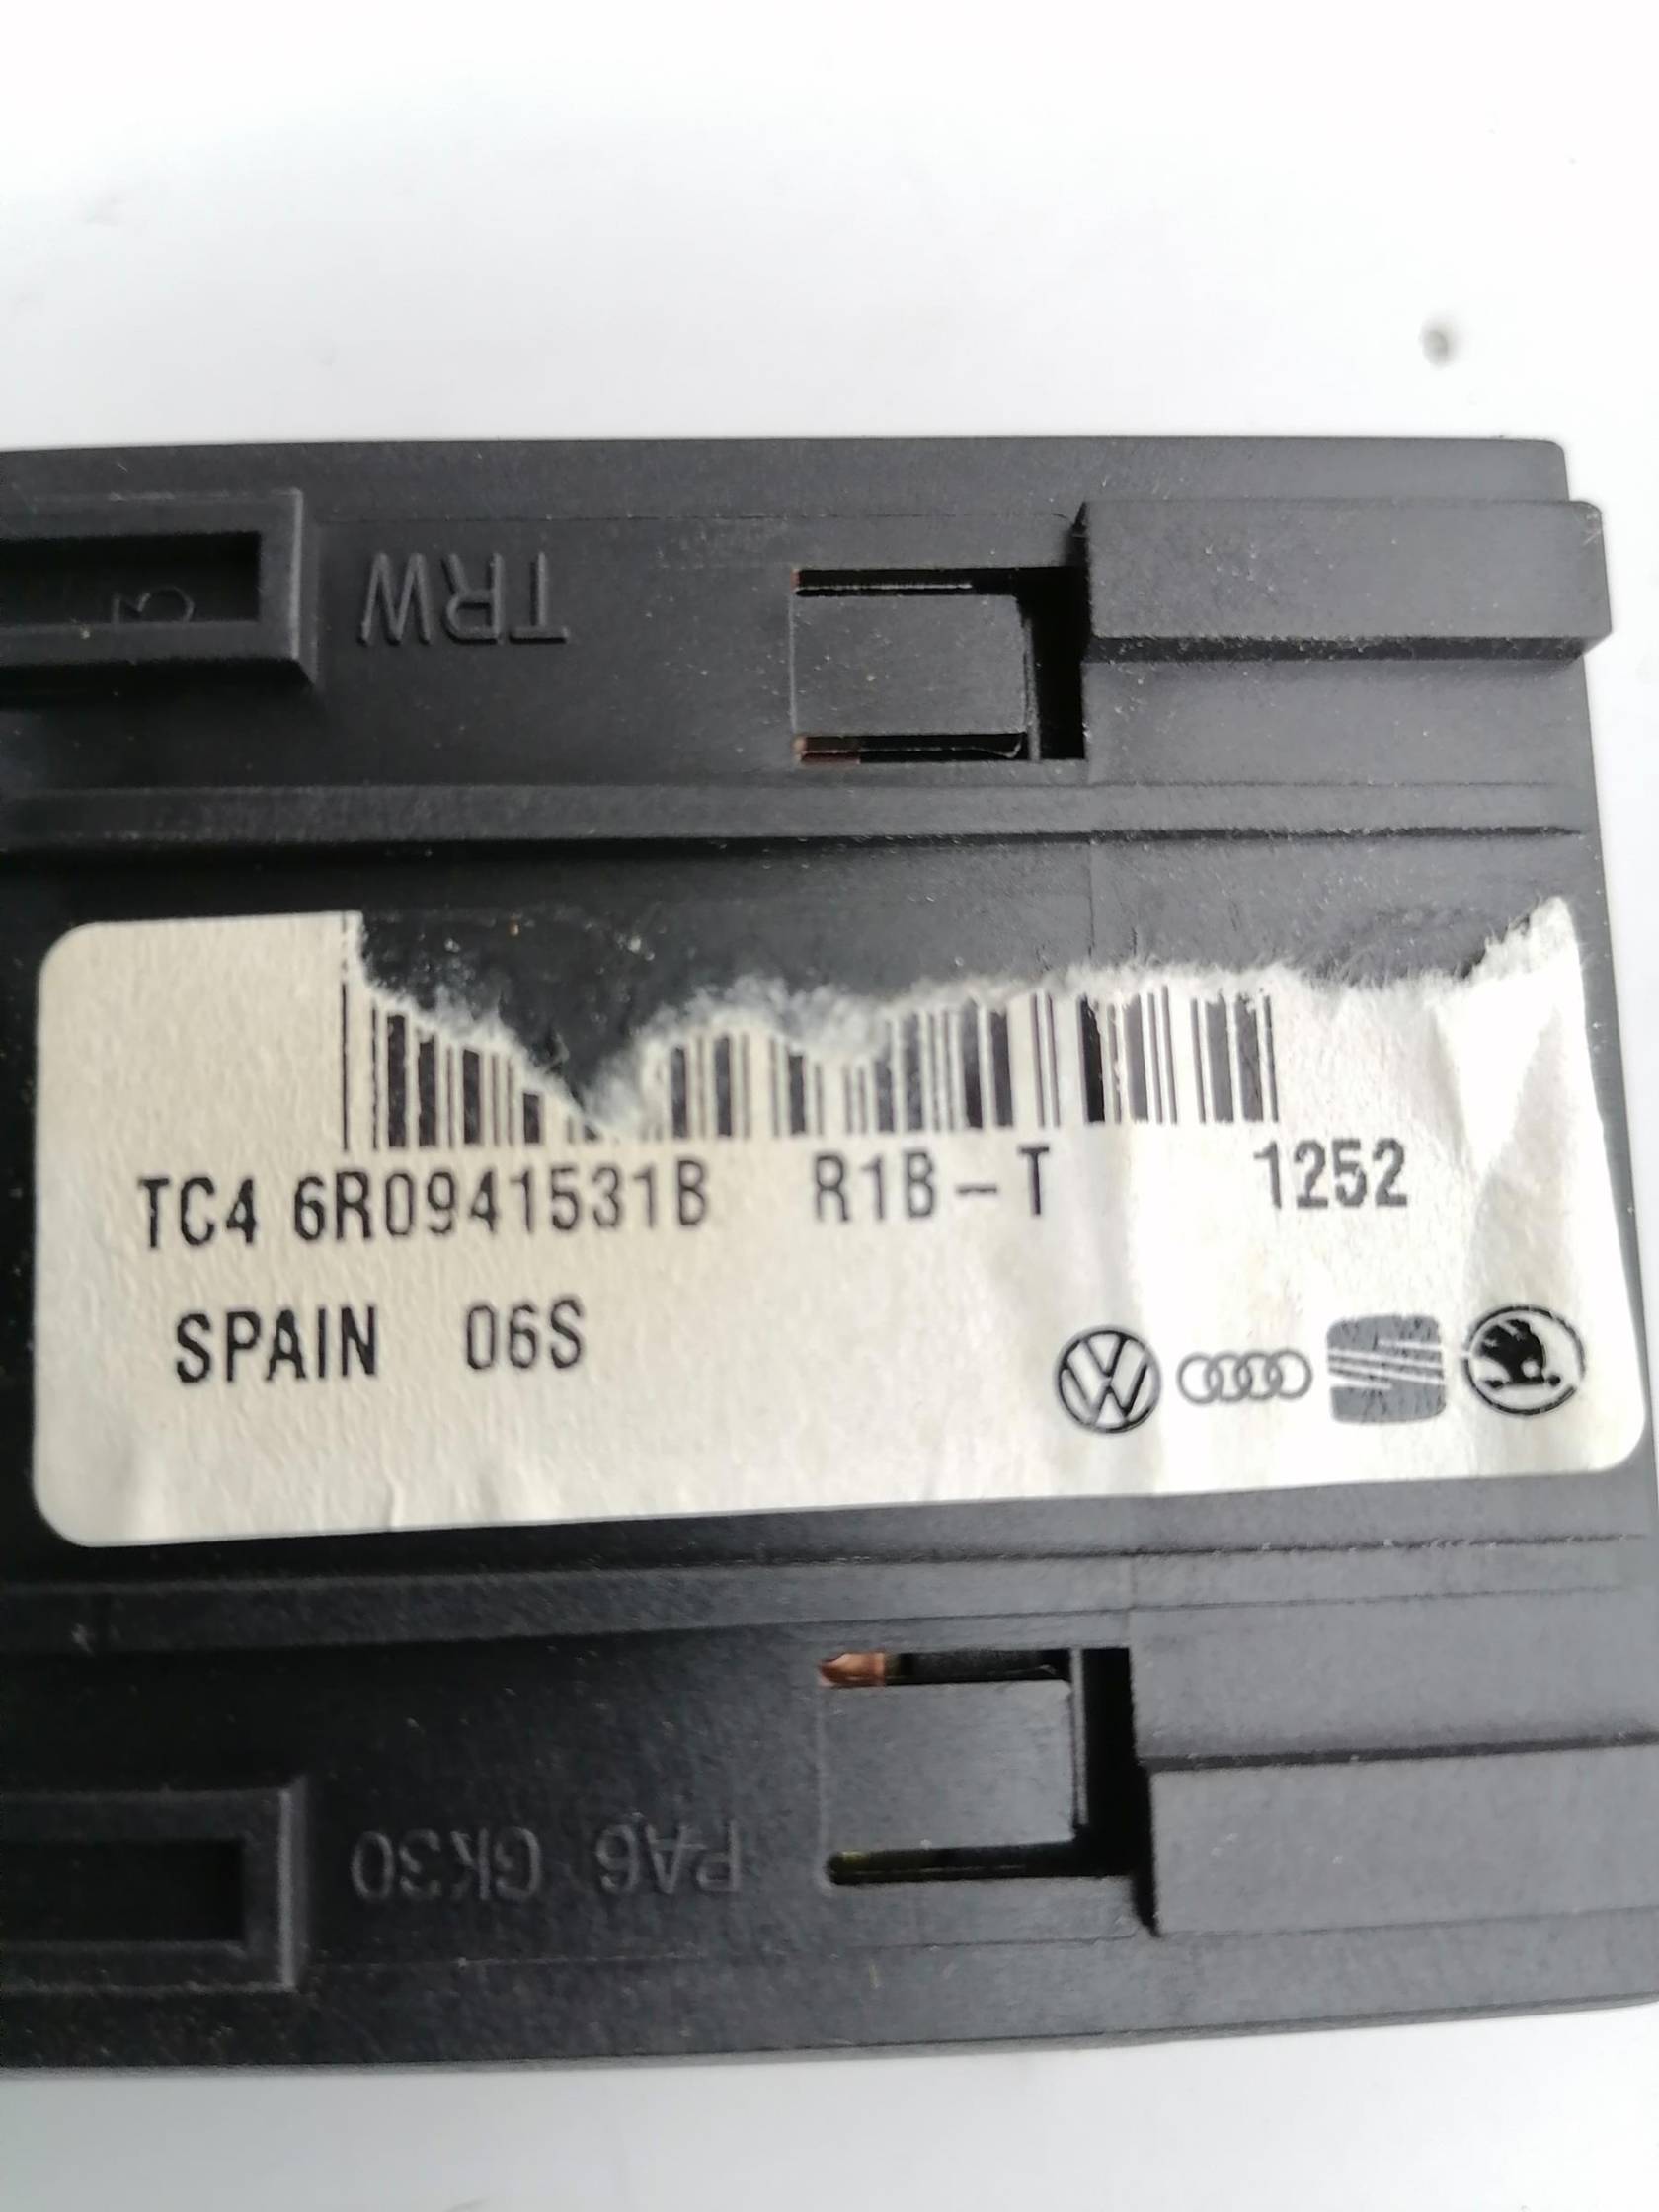 TRW
TC4 6R0941531B R1B-T 1252
SPAIN 06S
PA6 GK30